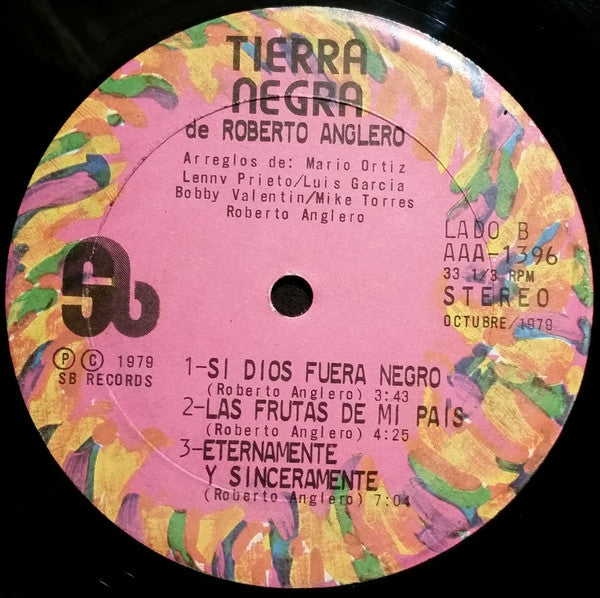 TIERRA
NEGRA
de ROBERTO ANGLERO
Arreglos de: Mario Ortiz
Lenny Prieto/Luis Garcia
Bobby Valentin/Mike Torres
Roberto Anglero
LADO B
AAA-1396
33 1/3 RPM
STEREO
OCTUBRE/1979
Sb
Ⓟ Ⓒ 1979
SB RECORDS
1-SI DIOS FUERA NEGRO
(Roberto Anglero) 3:43
2-LAS FRUTAS DE MI PAÍS
(Roberto Anglero) 4:25
3-ETERNAMENTE
Y SINCERAMENTE
(Roberto Anglero) 7:04